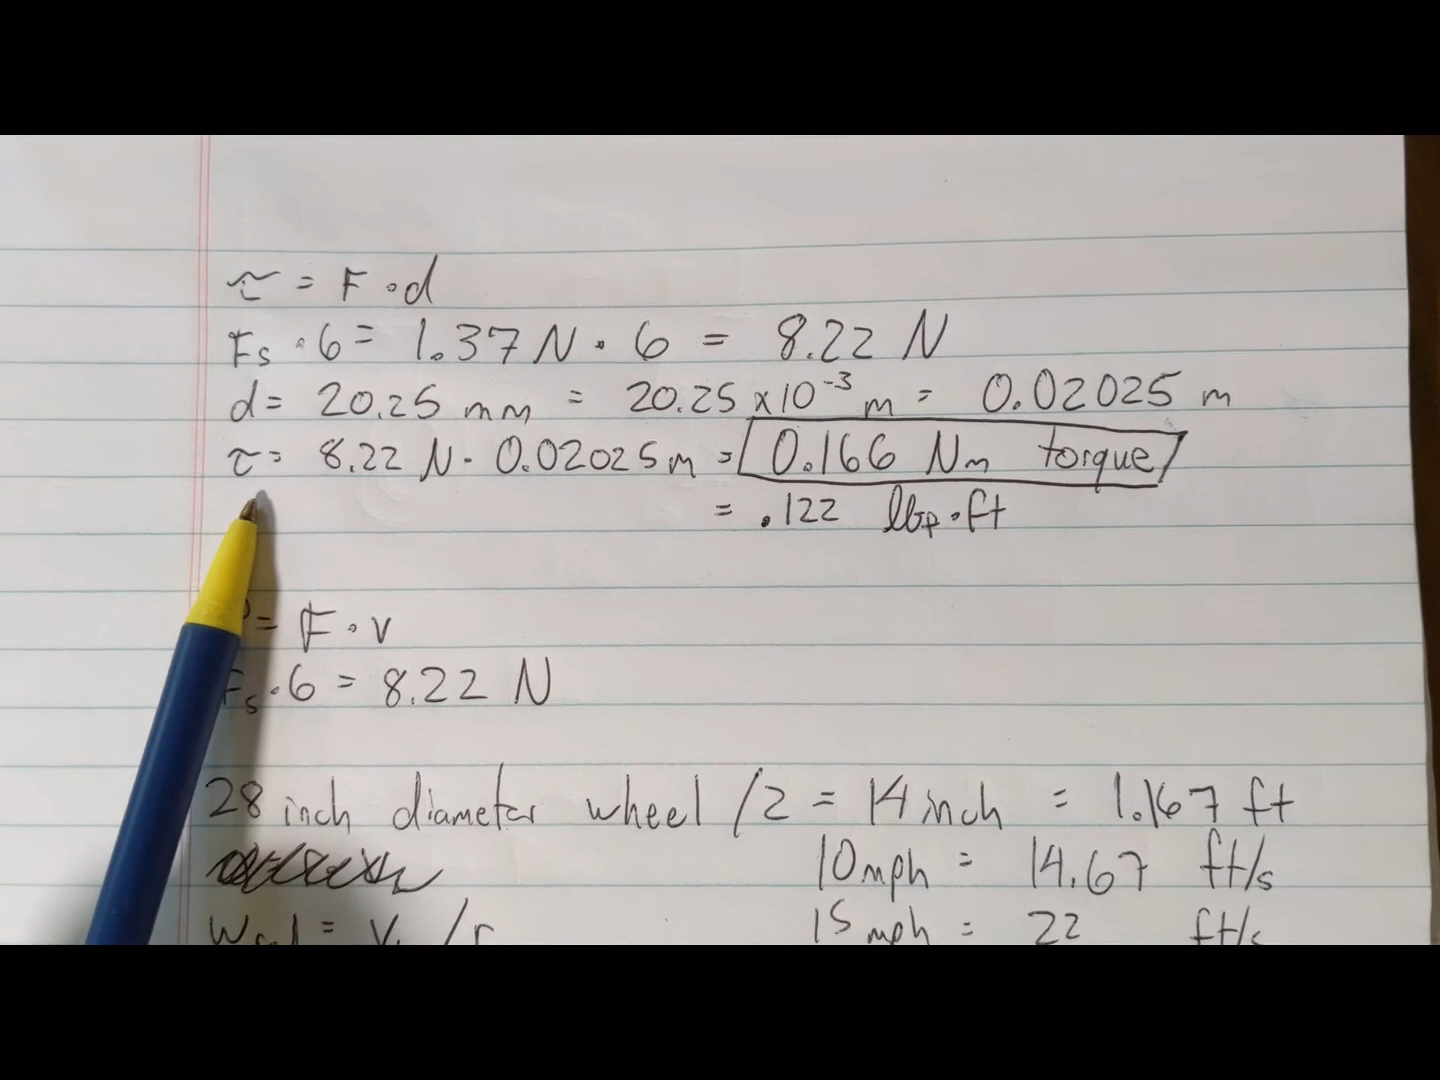 τ = F · d
Fs · 6 = 1.37 N · 6 = 8.22 N
d = 20.25 mm = 20.25 x10⁻³ m = 0.02025 m
τ = 8.22 N · 0.02025 m = 0.166 Nm torque
= .122 lbf · ft
= F · v
Fs · 6 = 8.22 N
28 inch diameter wheel /2 = 14 inch = 1.167 ft
10 mph = 14.67 ft/s
= v /r 15 mph = 22 ft/s